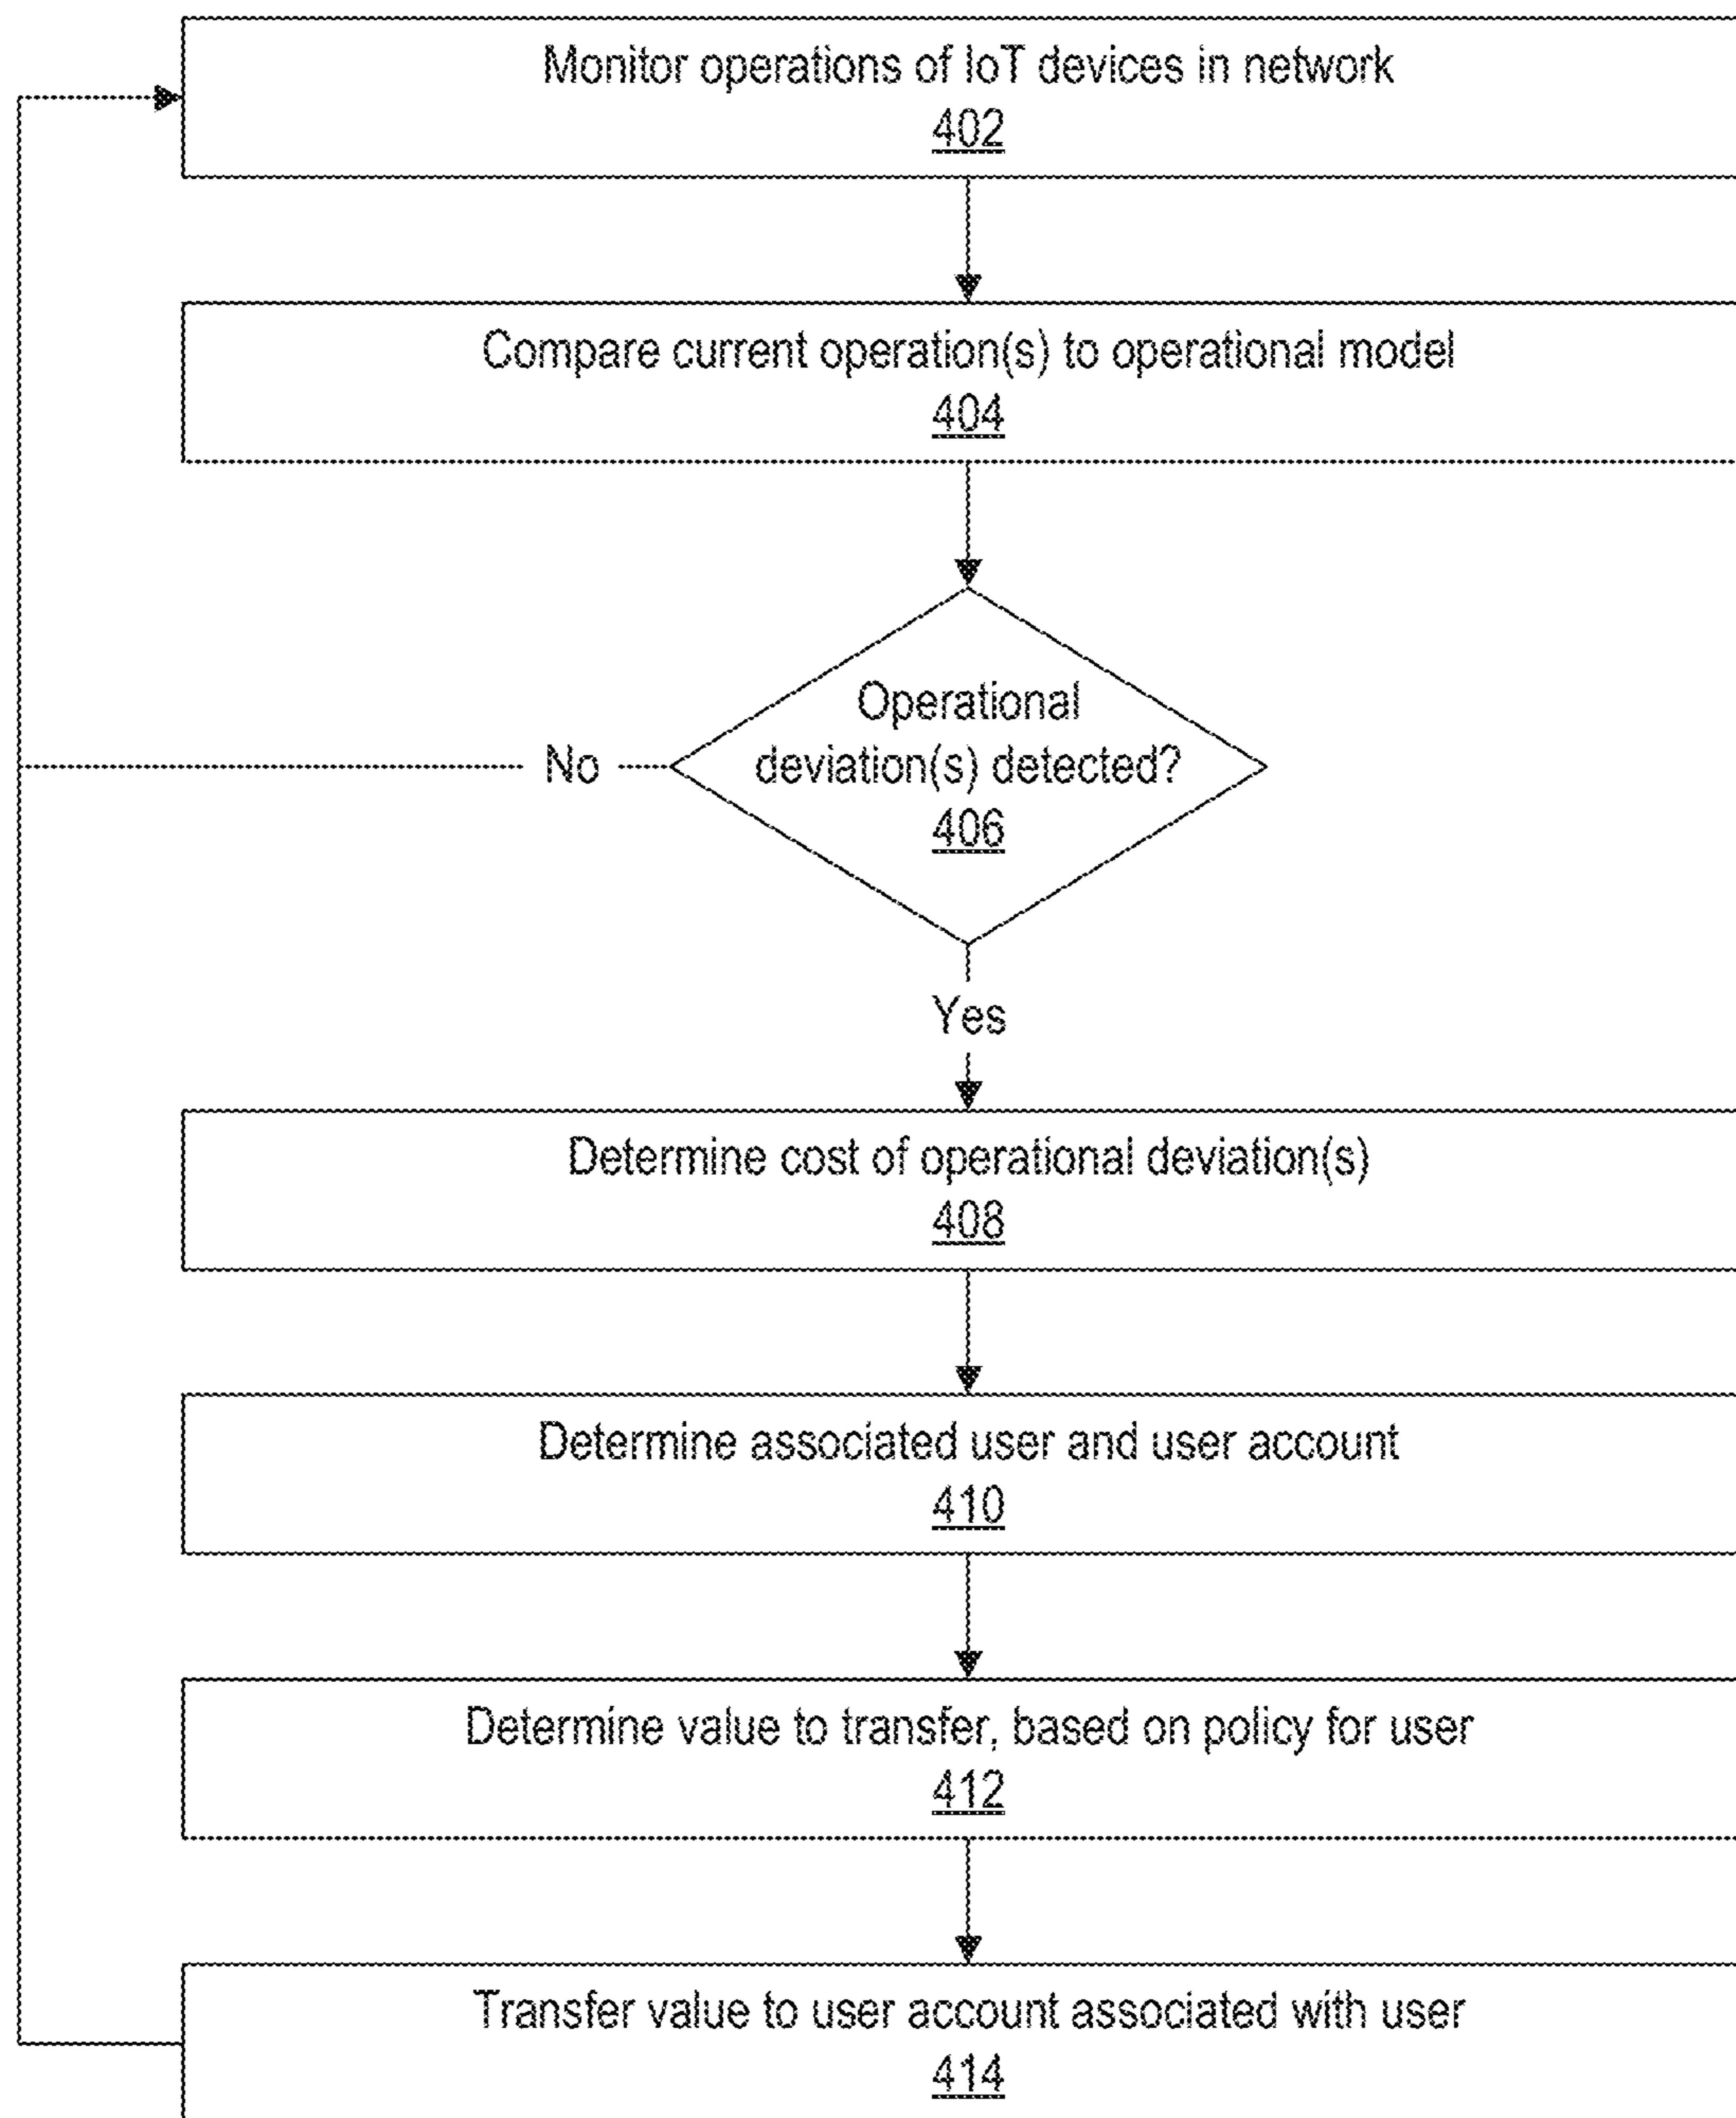 Monitor operations of IoT devices in network
402
Compare current operation(s) to operational model
404
Operational
deviation(s) detected?
406
No
Yes
Determine cost of operational deviation(s)
408
Determine associated user and user account
410
Determine value to transfer, based on policy for user
412
Transfer value to user account associated with user
414